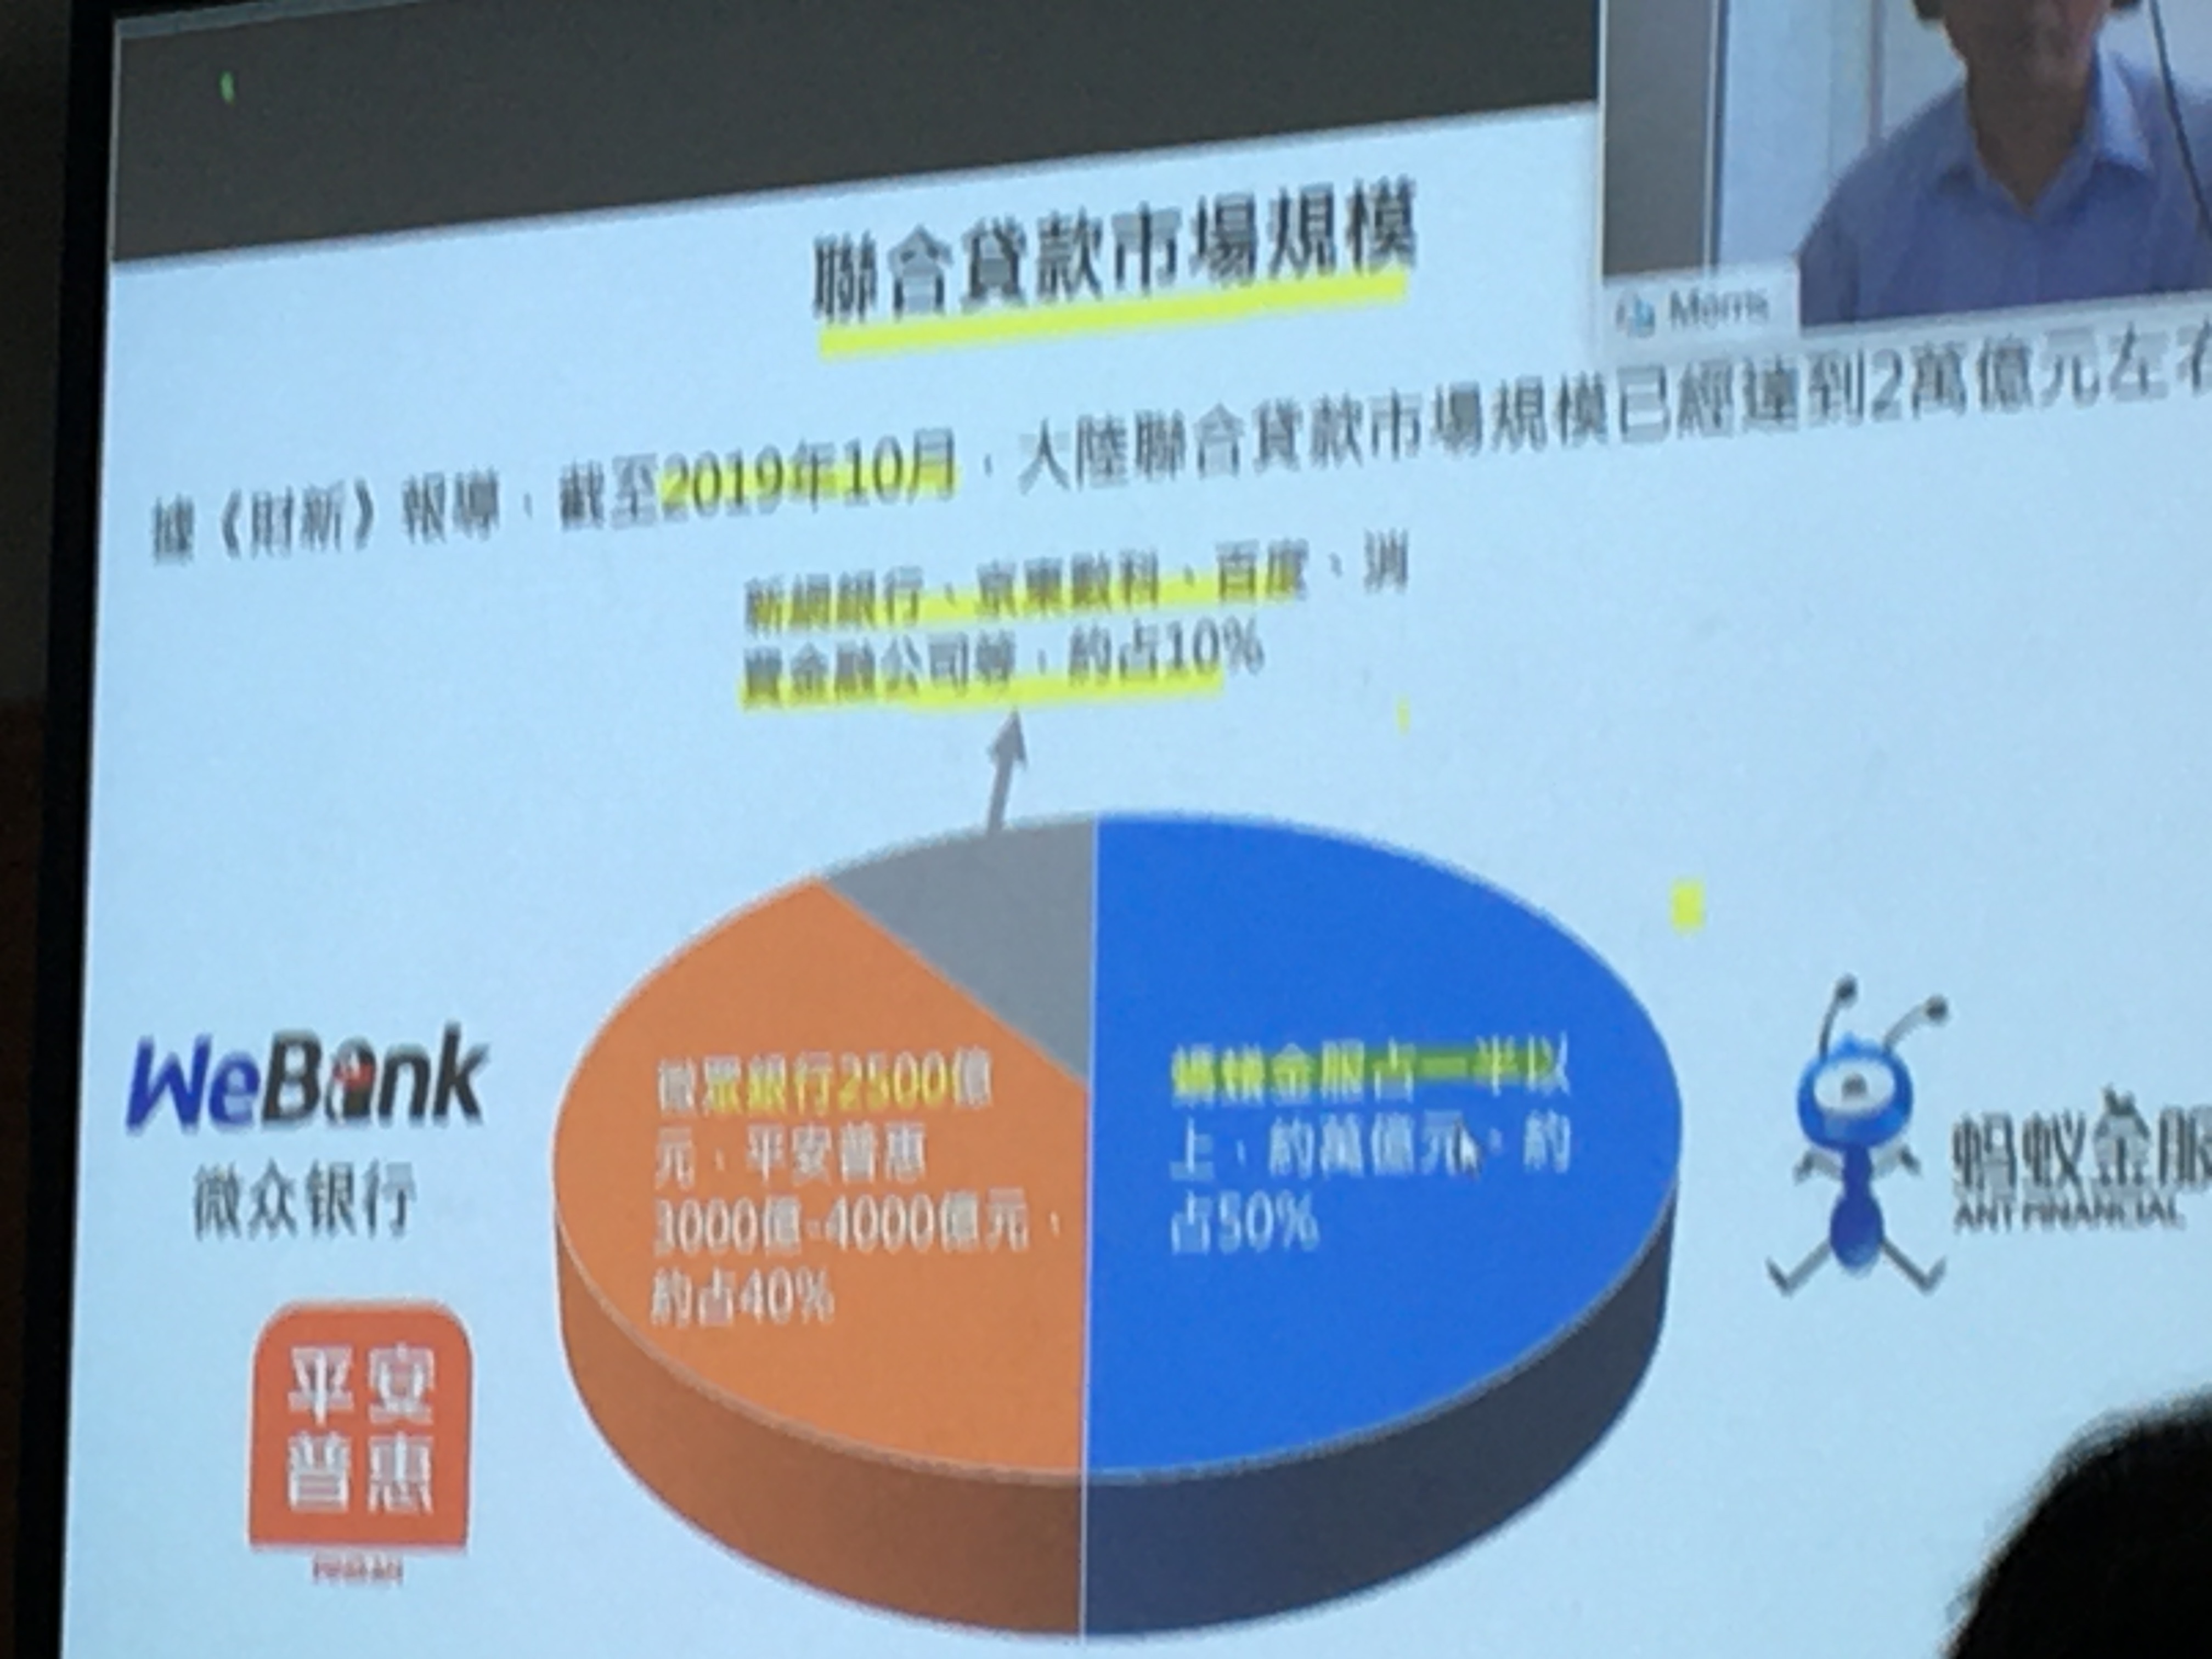 聯合貸款市場規模
Morris
據《財新》報導，截至2019年10月，大陸聯合貸款市場規模已經達到2萬億元左右
新網銀行、京東數科、百度、消
費金融公司等，約占10%
WeBank
微众银行
微眾銀行2500億
元，平安普惠
3000億-4000億元，
約占40%
螞蟻金服占一半以
上，約萬億元，約
占50%
蚂蚁金服
ANT FINANCIAL
平安
普惠